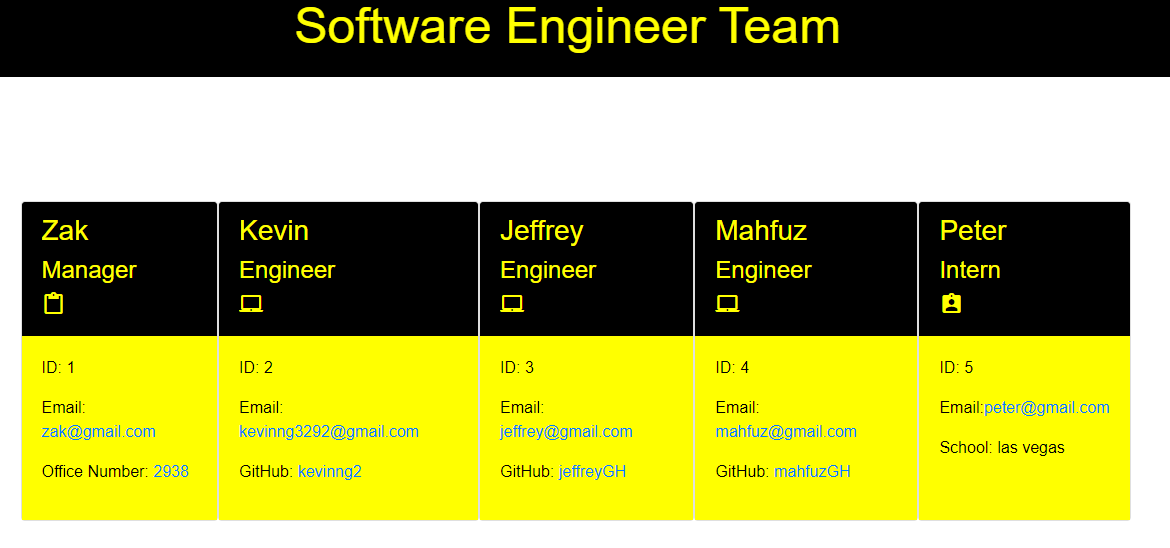 Software Engineer Team
Zak
Manager
ID: 1
Email:
zak@gmail.com
Office Number: 2938
Kevin
Engineer
ID: 2
Email:
kevinng3292@gmail.com
GitHub: kevinng2
Jeffrey
Engineer
ID: 3
Email:
jeffrey@gmail.com
GitHub: jeffreyGH
Mahfuz
Engineer
ID: 4
Email:
mahfuz@gmail.com
GitHub: mahfuzGH
Peter
Intern
ID: 5
Email:peter@gmail.com
School: las vegas